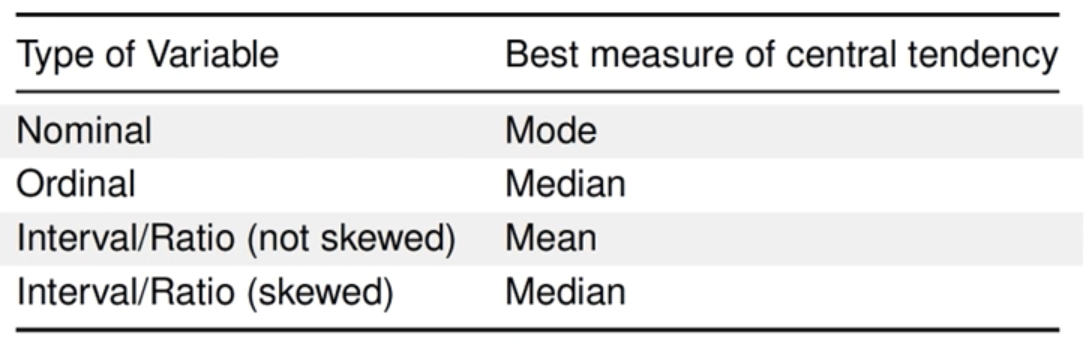 Type of Variable Best measure of central tendency
Nominal Mode
Ordinal Median
Interval/Ratio (not skewed) Mean
Interval/Ratio (skewed) Median